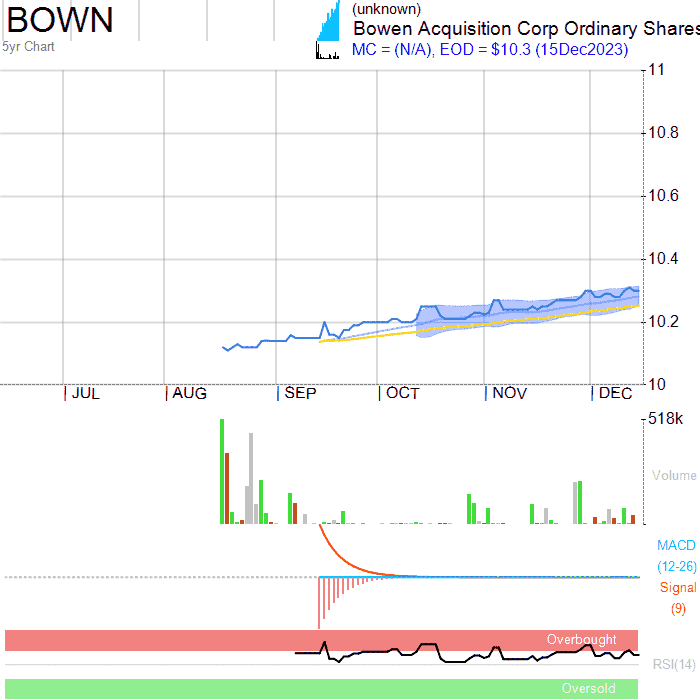 BOWN
5yr Chart
(unknown)
Bowen Acquisition Corp Ordinary Shares
MC = (N/A), EOD = $10.3 (15Dec2023)
11
10.8
10.6
10.4
10.2
10
JUL AUG SEP OCT NOV DEC
518k
Volume
MACD
(12-26)
Signal
(9)
Overbought
RSI(14)
Oversold